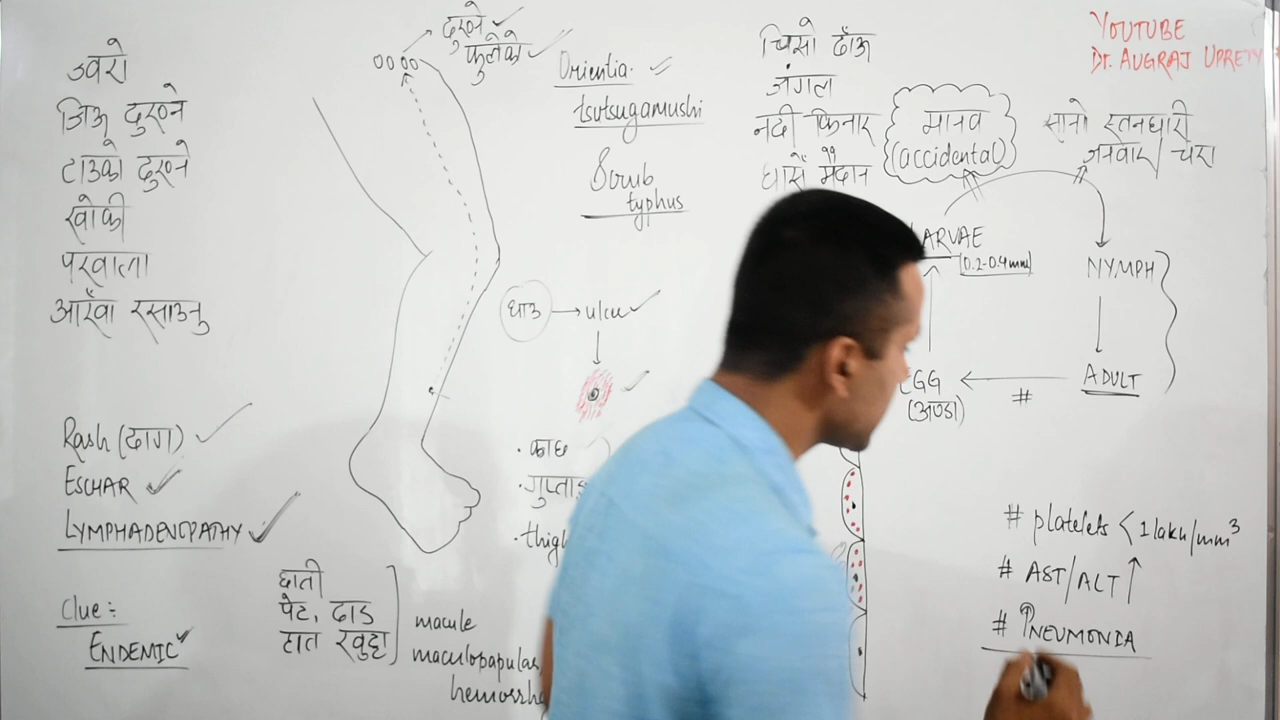 ज्वरो
जिऊ दुख्ने
टाउको दुख्ने
खोकी
पखाला
आँखा रसाउनु
Rash (दाग)
ESCHAR
LYMPHADENOPATHY
Clue:
ENDEMIC
छाती
पेट, ढाड
हात खुट्टा
macule
maculopapular
hemorrh
दुख्ने
फुलेको
Orientia
tsutsugamushi
Scrub
typhus
घाउ → ulcer
काछ
गुप्ताङ्ग
thigh
चिसो ठाँउ
जंगल
नदी किनार
घाँसे मैदान
मानव
(accidental)
सानो स्तनधारी
जनवार/चरा
LARVAE
(0.2-0.4mm)
NYMPH
ADULT
#
EGG
(अण्डा)
# platelets < 1 lakh/mm³
# AST/ALT ↑
# PNEUMONIA
YOUTUBE
Dr. AUGRAJ UPRETY